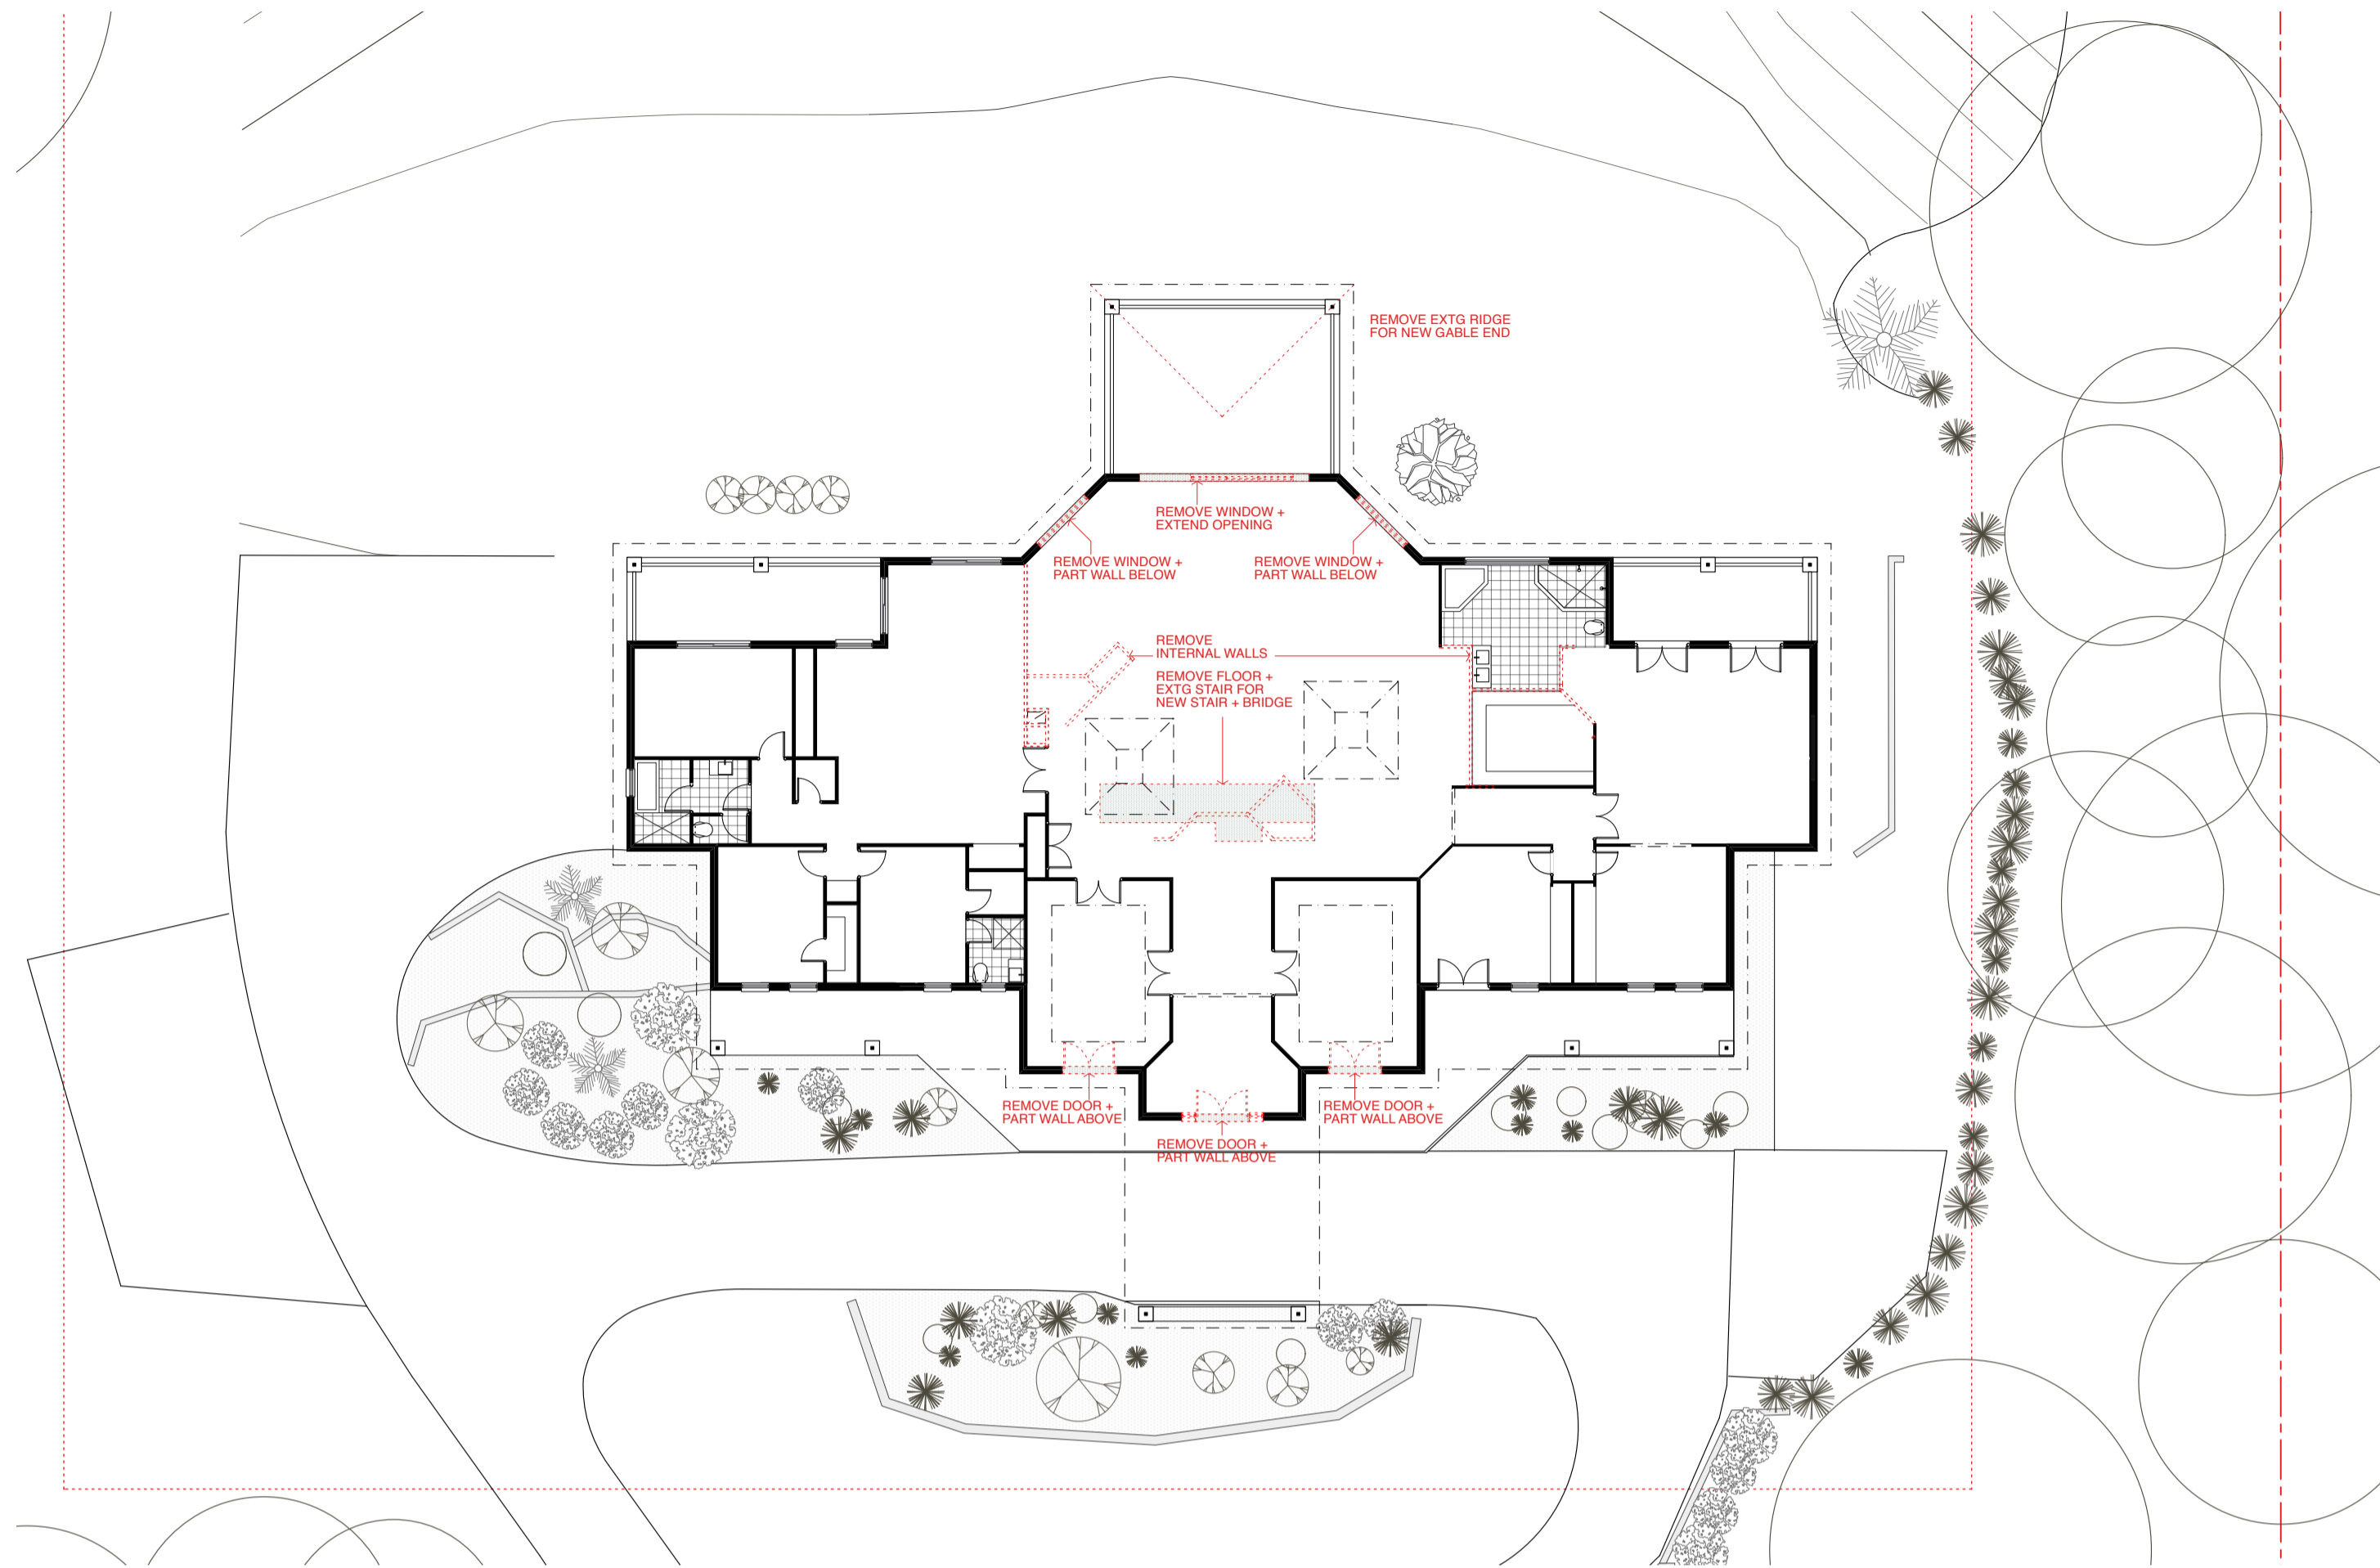 REMOVE EXTG RIDGE
FOR NEW GABLE END
REMOVE WINDOW +
EXTEND OPENING
REMOVE WINDOW +
PART WALL BELOW
REMOVE WINDOW +
PART WALL BELOW
REMOVE
INTERNAL WALLS
REMOVE FLOOR +
EXTG STAIR FOR
NEW STAIR + BRIDGE
REMOVE DOOR +
PART WALL ABOVE
REMOVE DOOR +
PART WALL ABOVE
REMOVE DOOR +
PART WALL ABOVE